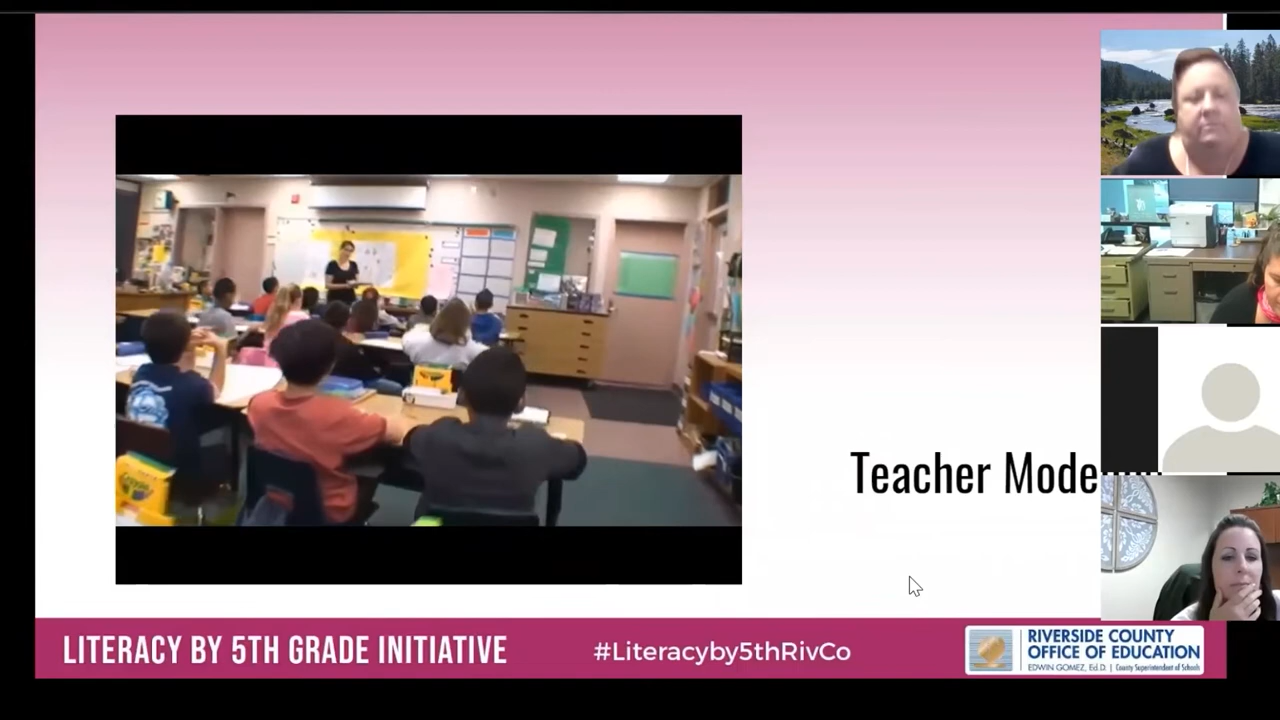 Teacher Mode
LITERACY BY 5TH GRADE INITIATIVE
#Literacyby5thRivCo
RIVERSIDE COUNTY
OFFICE OF EDUCATION
EDWIN GOMEZ, Ed.D. | County Superintendent of Schools